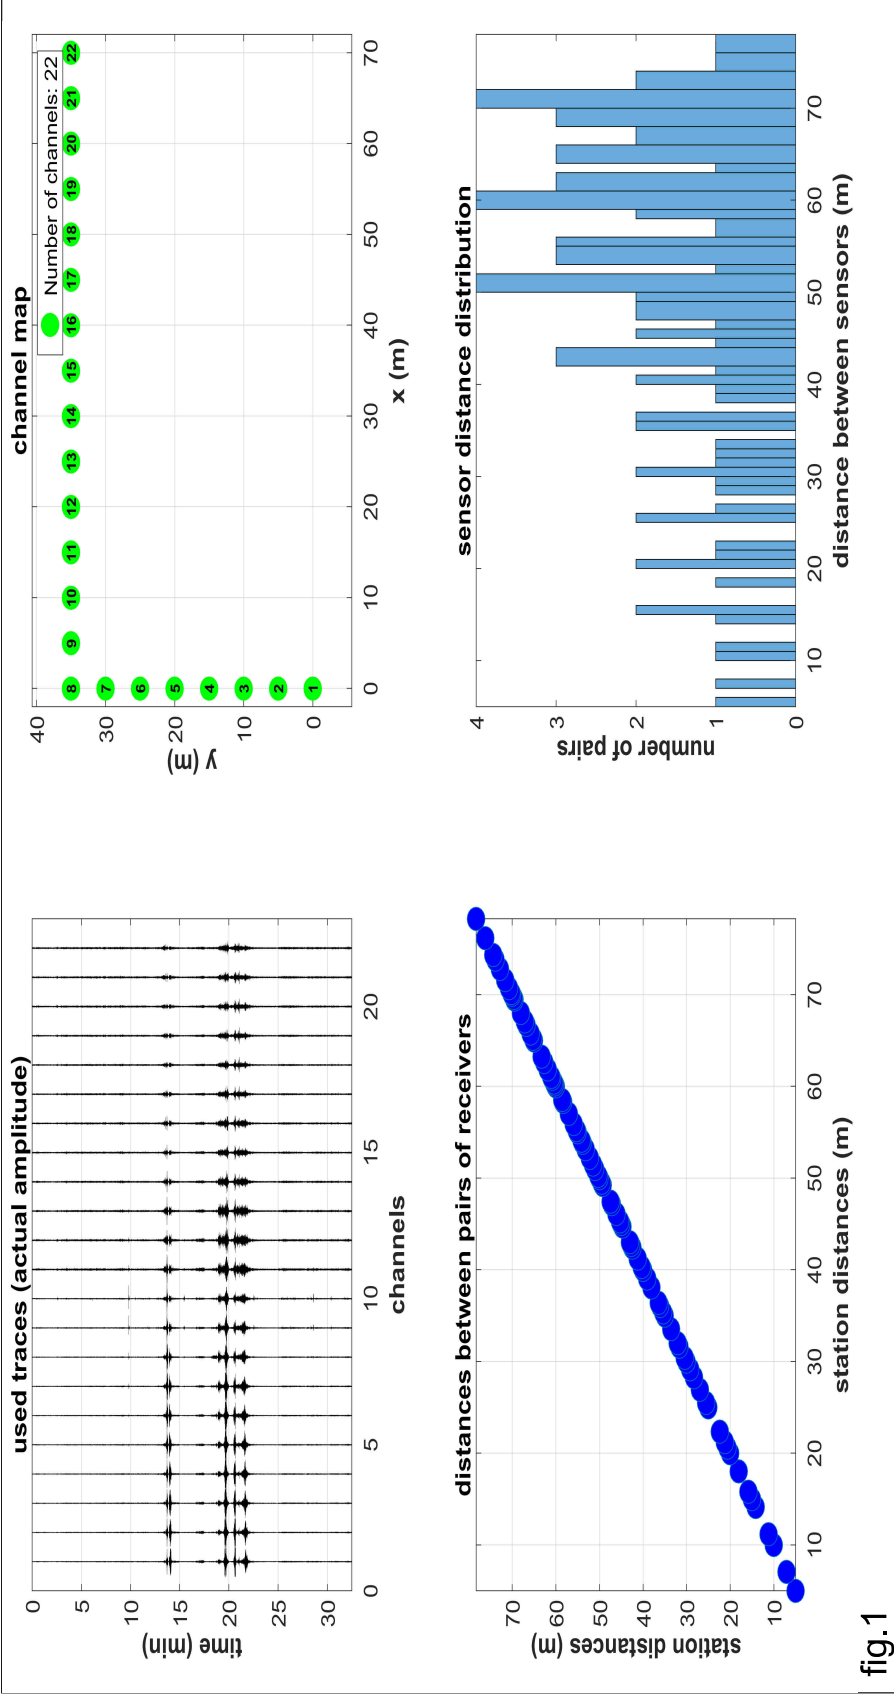 used traces (actual amplitude)
0
5
10
15
20
25
30
time (min)
0
5
10
15
20
channels
channel map
Number of channels: 22
40
30
20
10
0
y (m)
8 9 10 11 12 13 14 15 16 17 18 19 20 21 22
7
6
5
4
3
2
1
0 10 20 30 40 50 60 70
x (m)
distances between pairs of receivers
70
60
50
40
30
20
10
station distances (m)
10 20 30 40 50 60 70
station distances (m)
sensor distance distribution
4
3
2
1
0
number of pairs
10 20 30 40 50 60 70
distance between sensors (m)
fig.1